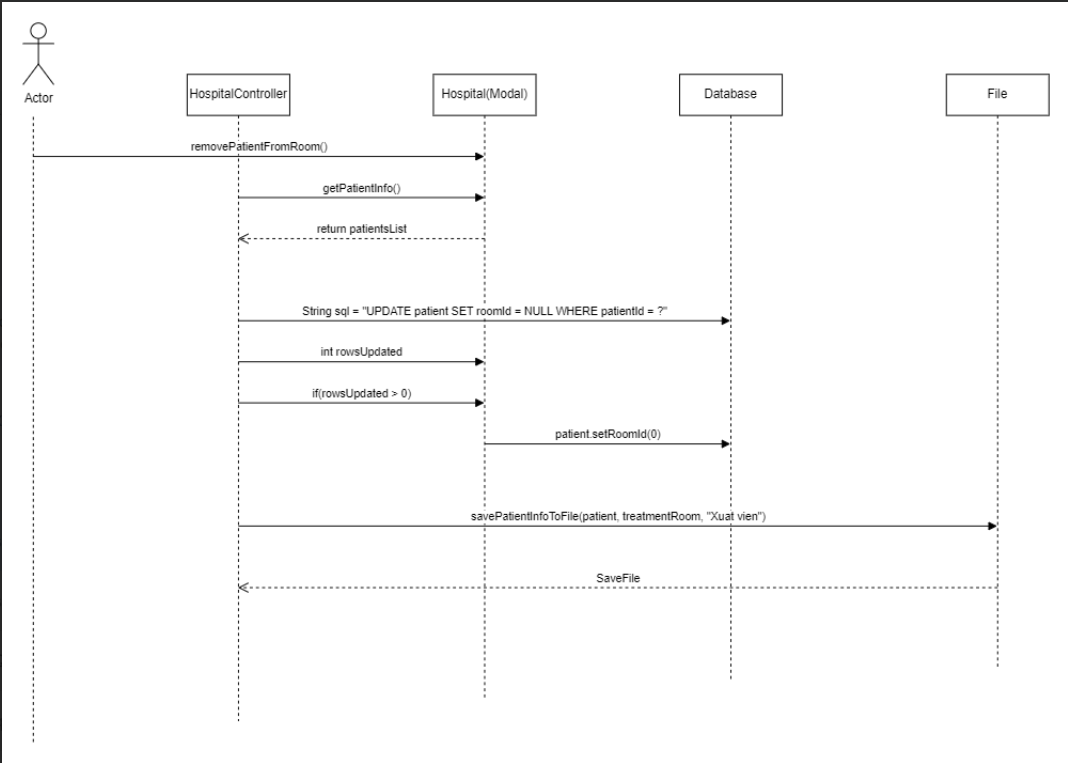 Actor
HospitalController
Hospital(Modal)
Database
File
removePatientFromRoom()
getPatientInfo()
return patientsList
String sql = "UPDATE patient SET roomId = NULL WHERE patientId = ?"
int rowsUpdated
if(rowsUpdated > 0)
patient.setRoomId(0)
savePatientInfoToFile(patient, treatmentRoom, "Xuat vien")
SaveFile